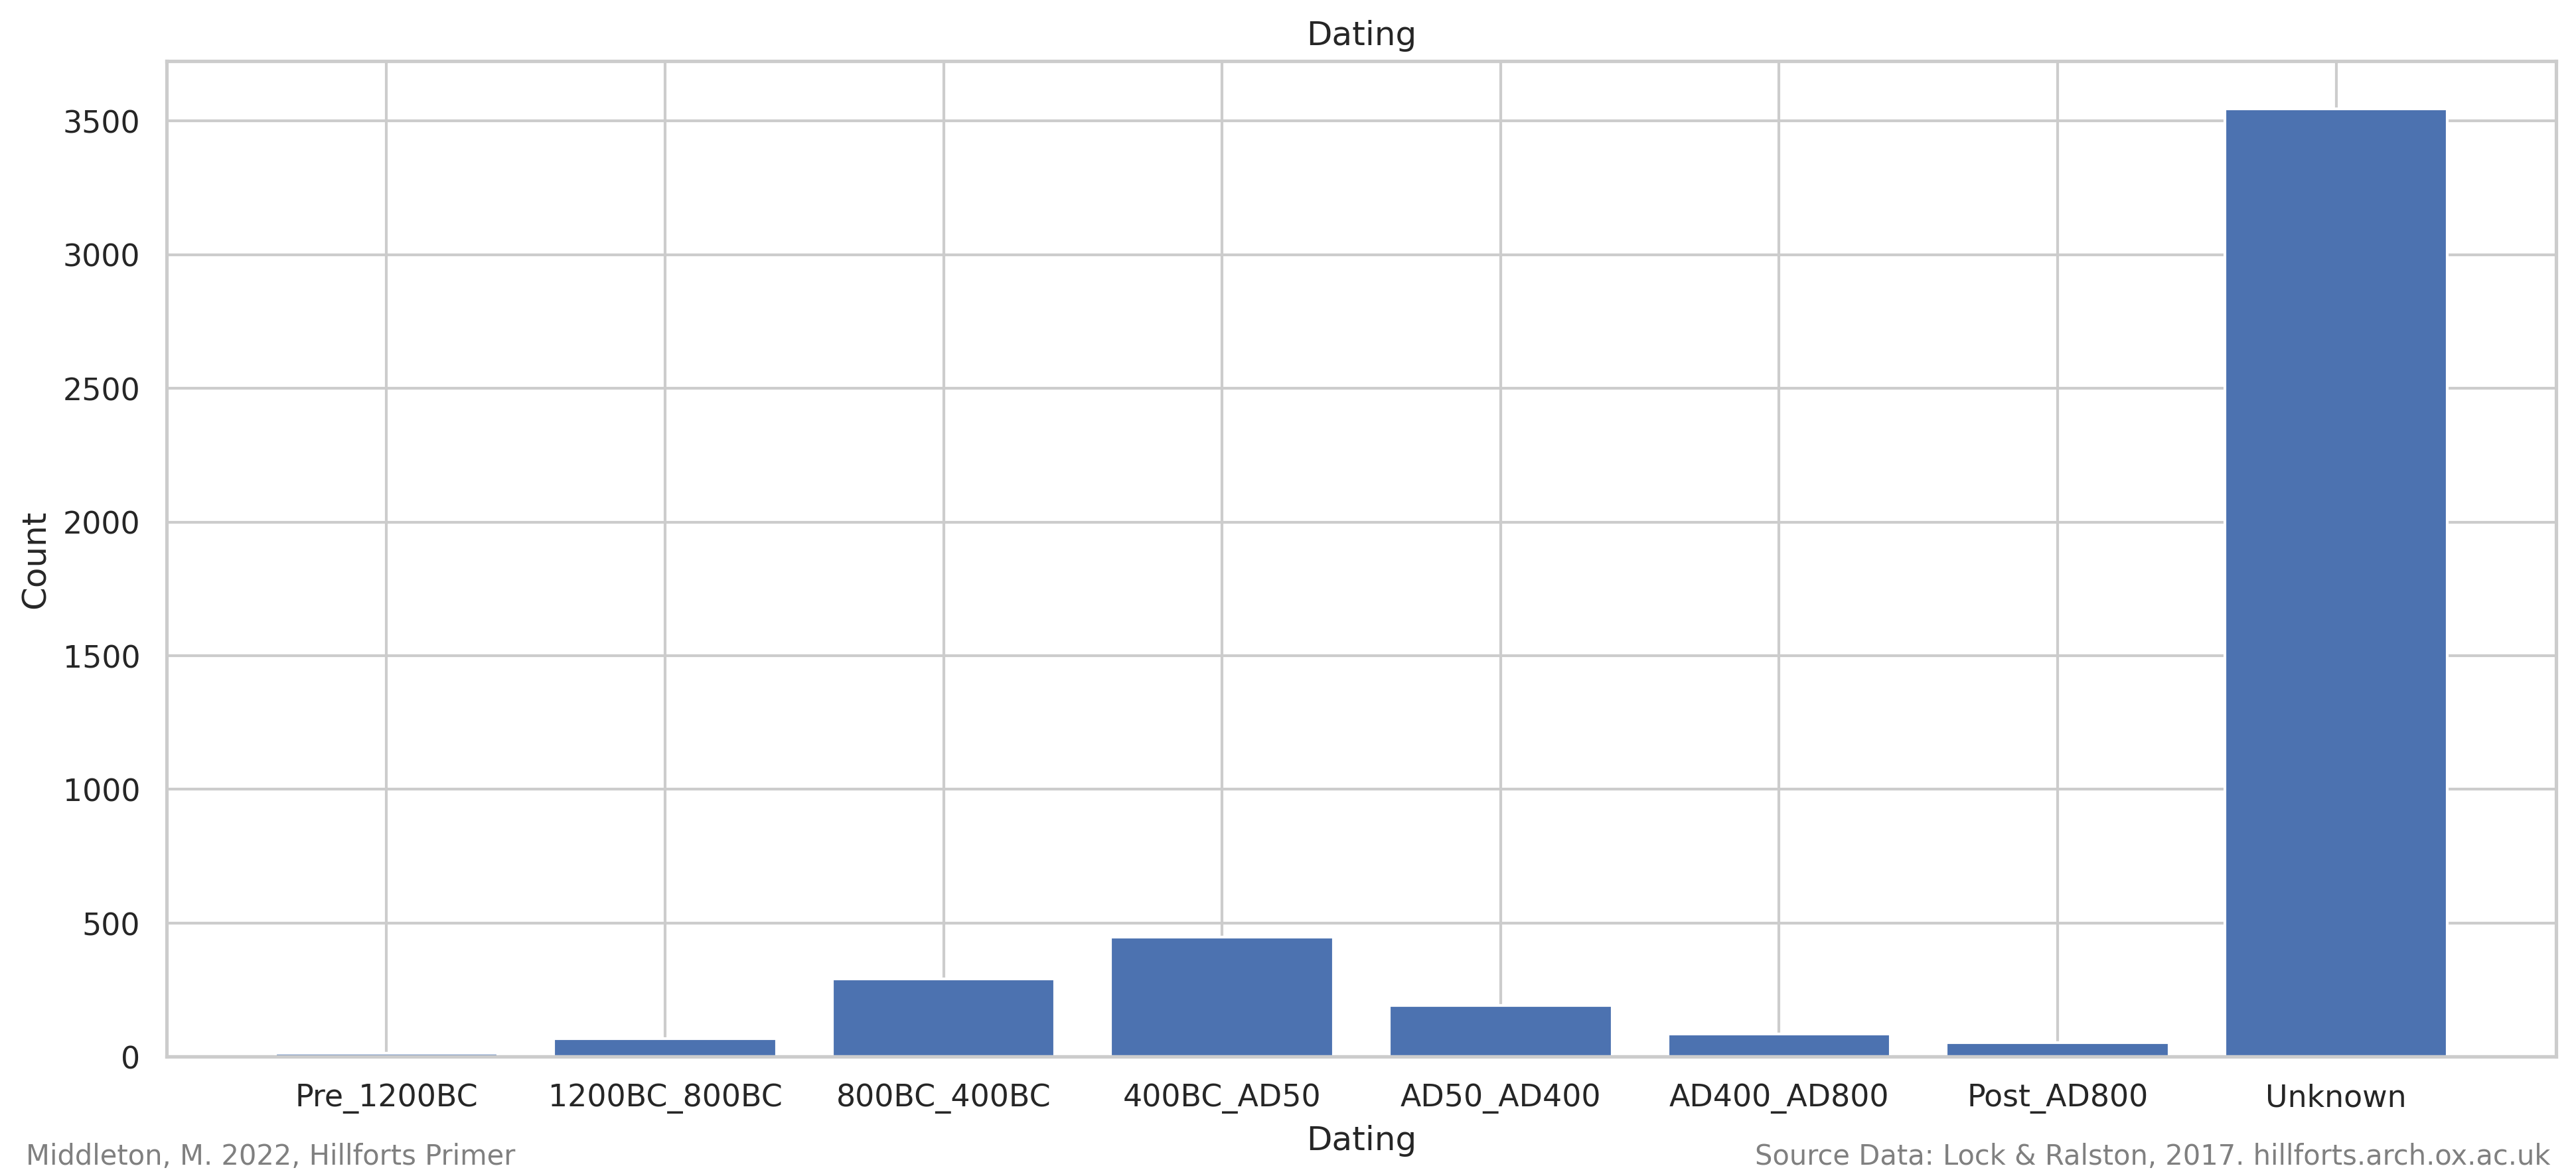 Dating
3500
3000
2500
2000
1500
1000
500
0
Count
Pre_1200BC 1200BC_800BC 800BC_400BC 400BC_AD50 AD50_AD400 AD400_AD800 Post_AD800 Unknown
Dating
Middleton, M. 2022, Hillforts Primer
Source Data: Lock & Ralston, 2017. hillforts.arch.ox.ac.uk